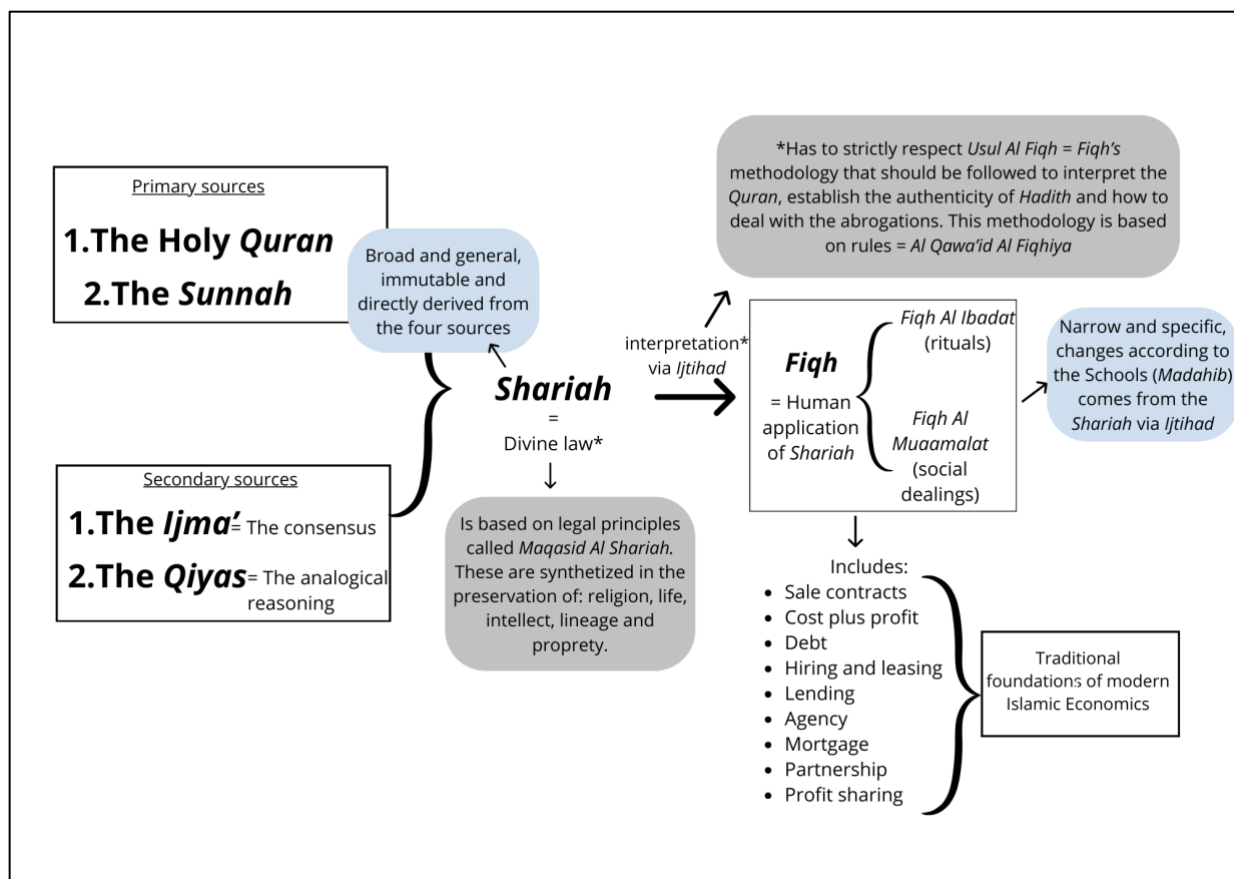 Primary sources
1.The Holy Quran
2.The Sunnah
Broad and general,
immutable and
directly derived from
the four sources
Secondary sources
1.The Ijma’= The consensus
2.The Qiyas= The analogical
reasoning
Shariah
=
Divine law*
Is based on legal principles
called Maqasid Al Shariah.
These are synthetized in the
preservation of: religion, life,
intellect, lineage and
proprety.
interpretation*
via Ijtihad
*Has to strictly respect Usul Al Fiqh = Fiqh’s
methodology that should be followed to interpret the
Quran, establish the authenticity of Hadith and how to
deal with the abrogations. This methodology is based
on rules = Al Qawa’id Al Fiqhiya
Fiqh
= Human
application
of Shariah
Fiqh Al Ibadat
(rituals)
Fiqh Al
Muaamalat
(social
dealings)
Narrow and specific,
changes according to
the Schools (Madahib)
comes from the
Shariah via Ijtihad
Includes:
• Sale contracts
• Cost plus profit
• Debt
• Hiring and leasing
• Lending
• Agency
• Mortgage
• Partnership
• Profit sharing
Traditional
foundations of modern
Islamic Economics